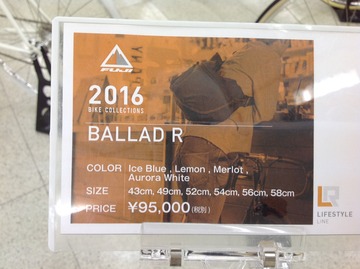 FUJI
2016
BIKE COLLECTIONS
BALLAD R
COLOR Ice Blue , Lemon , Merlot ,
Aurora White
SIZE 43cm, 49cm, 52cm, 54cm, 56cm, 58cm
PRICE ¥95,000(税別)
LR
LIFESTYLE
LINE